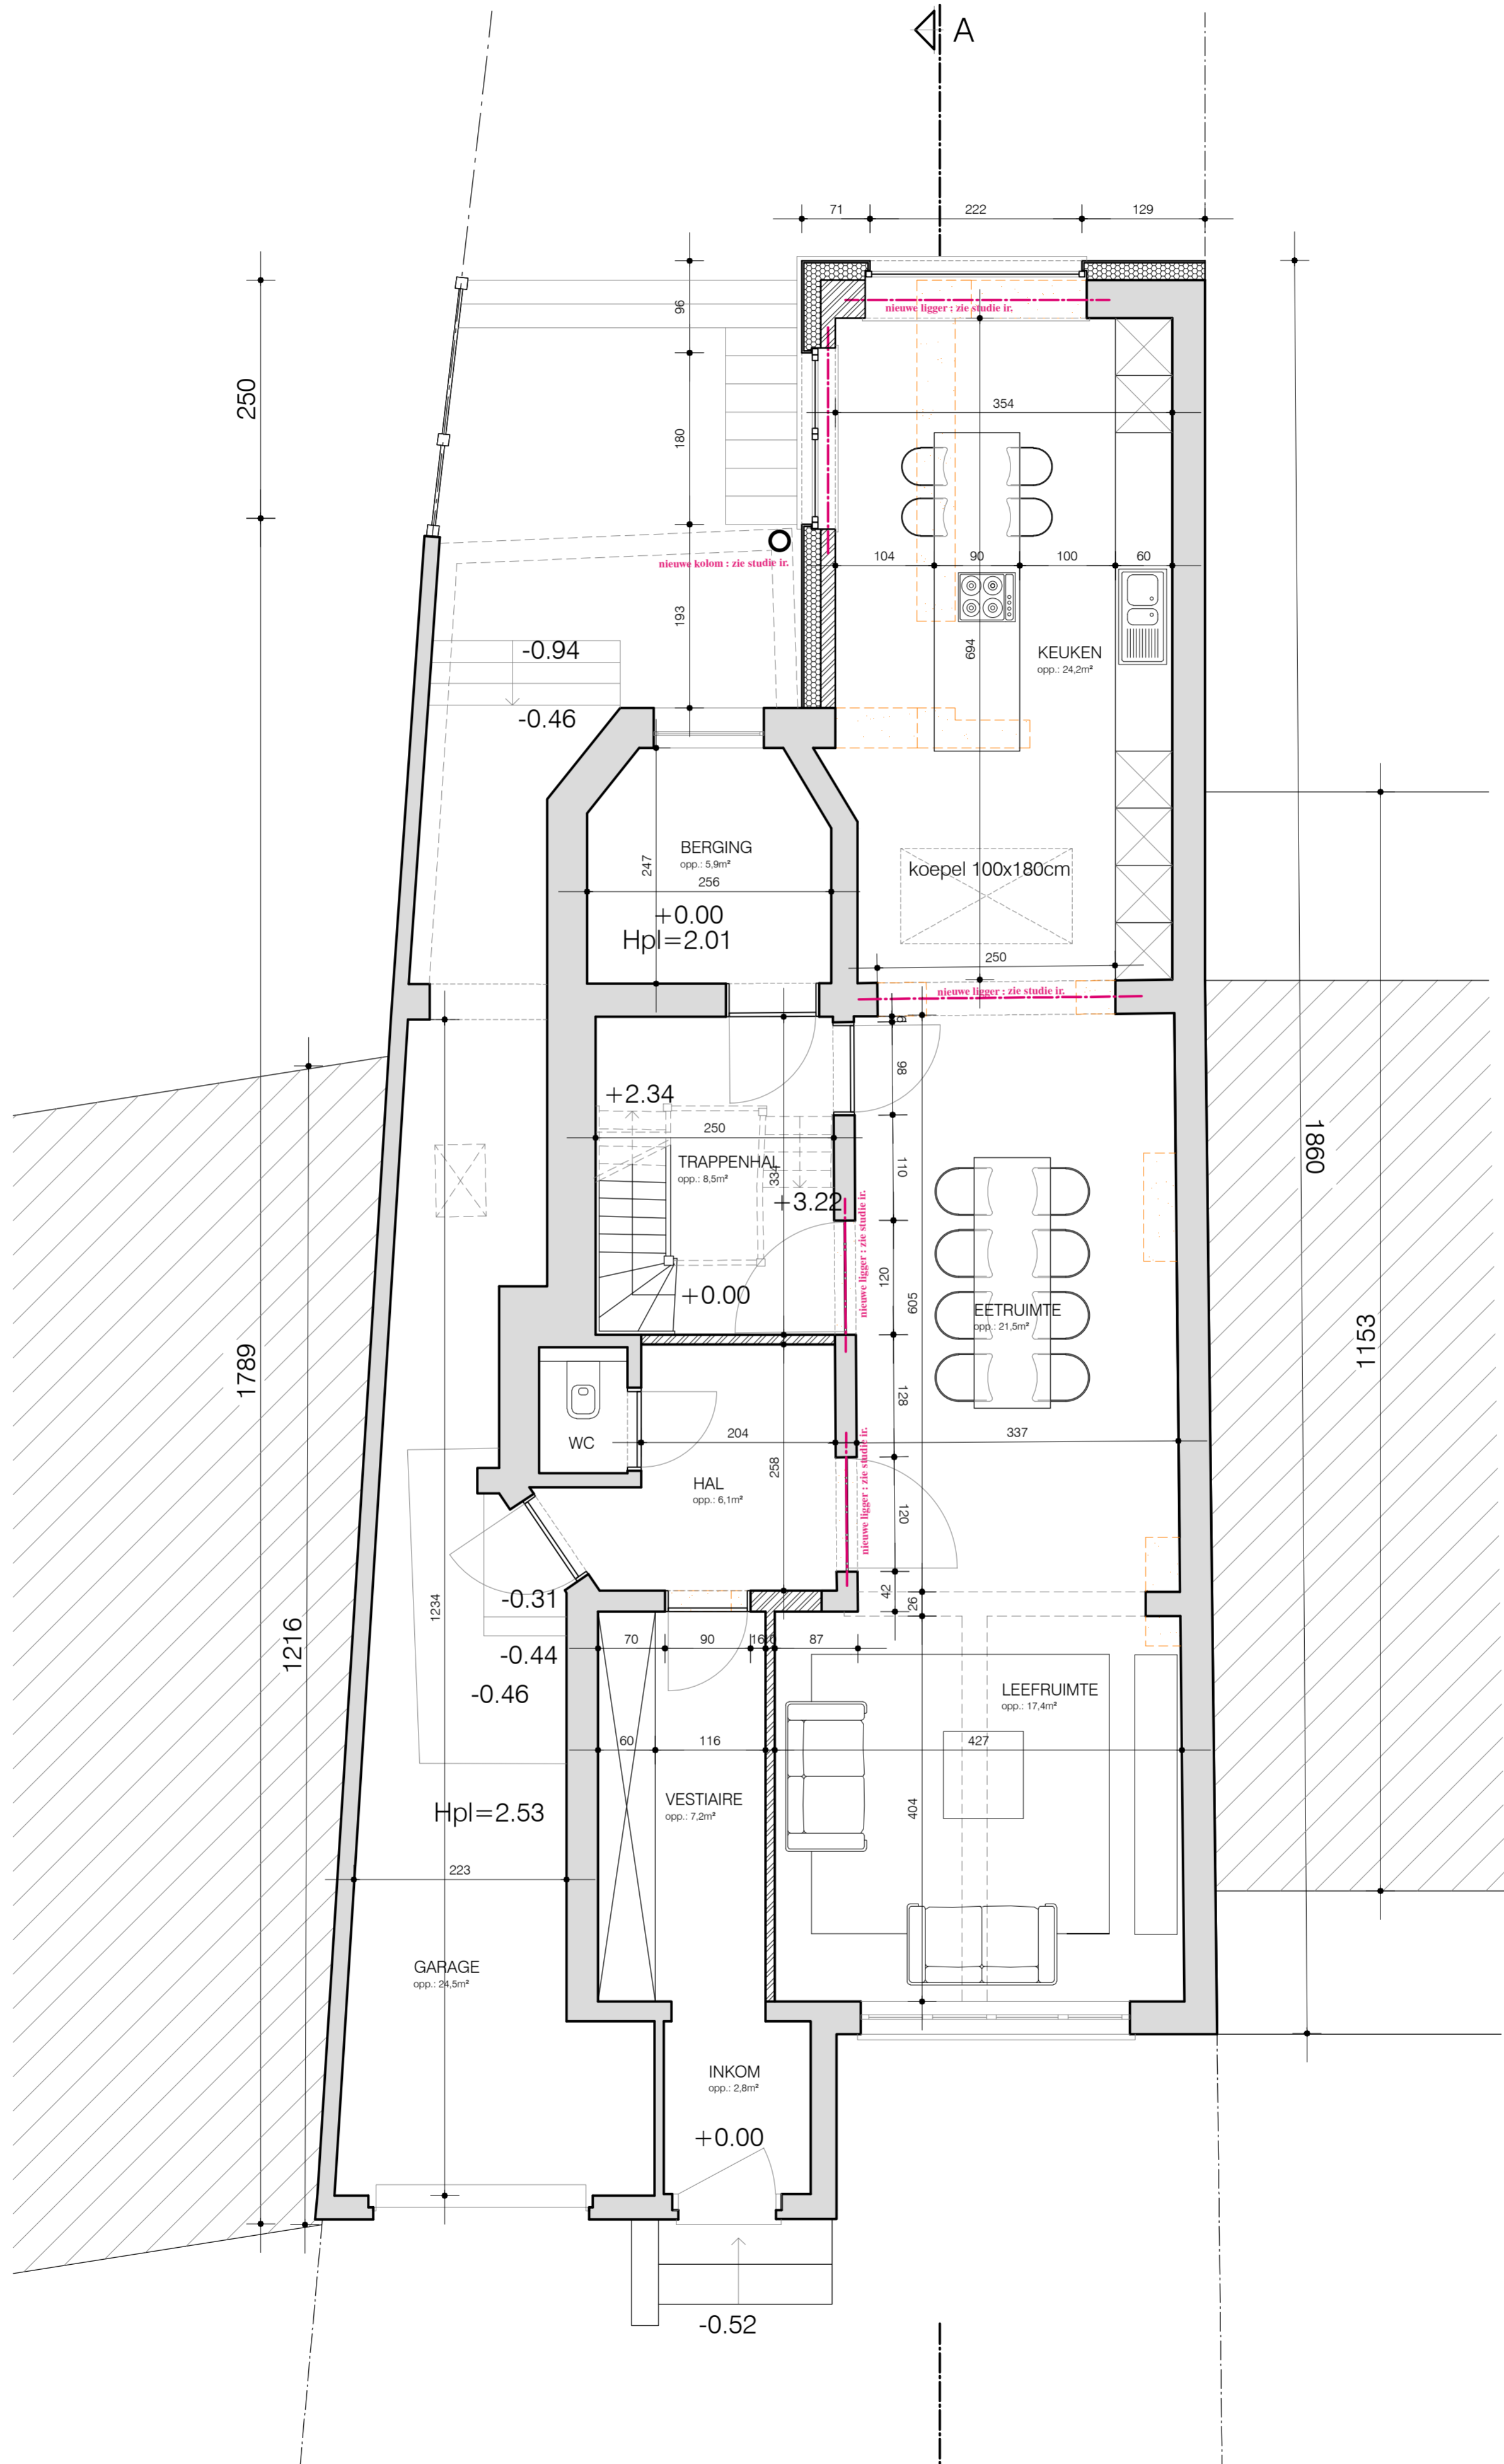 A
71
222
129
96
nieuwe ligger : zie studie ir.
250
354
180
104
90
100
60
nieuwe kolom : zie studie ir.
193
694
KEUKEN
opp.: 24,2m²
-0.94
-0.46
BERGING
opp.: 5,9m²
247
256
koepel 100x180cm
+0.00
Hpl=2.01
250
nieuwe ligger : zie studie ir.
98
+2.34
250
TRAPPENHAL
opp.: 8,5m²
334
110
1860
+3.22
nieuwe ligger : zie studie ir.
120
+0.00
509
EETRUIMTE
opp.: 21,5m²
1789
1153
128
WC
204
337
258
HAL
opp.: 6,1m²
nieuwe ligger : zie studie ir.
120
-0.31
42
26
1234
1216
70
90
16
87
-0.44
-0.46
LEEFRUIMTE
opp.: 17,4m²
60
116
427
VESTIAIRE
opp.: 7,2m²
Hpl=2.53
404
223
GARAGE
opp.: 24,5m²
INKOM
opp.: 2,8m²
+0.00
-0.52